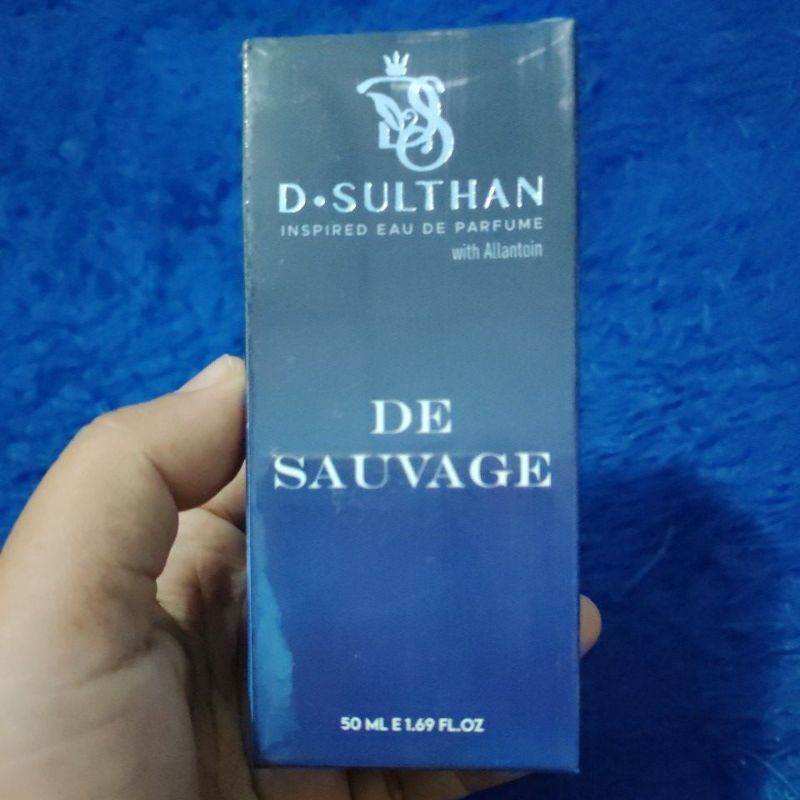 D•SULTHAN
INSPIRED EAU DE PARFUME
with Allantoin
DE
SAUVAGE
50 ML E 1.69 FL.OZ